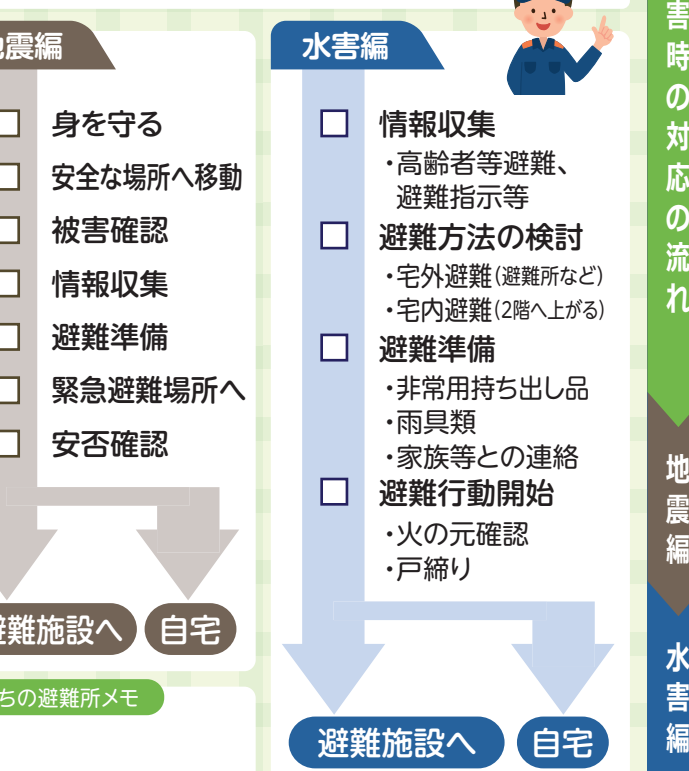 震編
身を守る
安全な場所へ移動
被害確認
情報収集
避難準備
緊急避難場所へ
安否確認
難施設へ
自宅
ちの避難所メモ
水害編
情報収集
・高齢者等避難、
避難指示等
避難方法の検討
・宅外避難(避難所など)
・宅内避難(2階へ上がる)
避難準備
・非常用持ち出し品
・雨具類
・家族等との連絡
避難行動開始
・火の元確認
・戸締り
避難施設へ
自宅
害時の対応の流れ
地震編
水害編